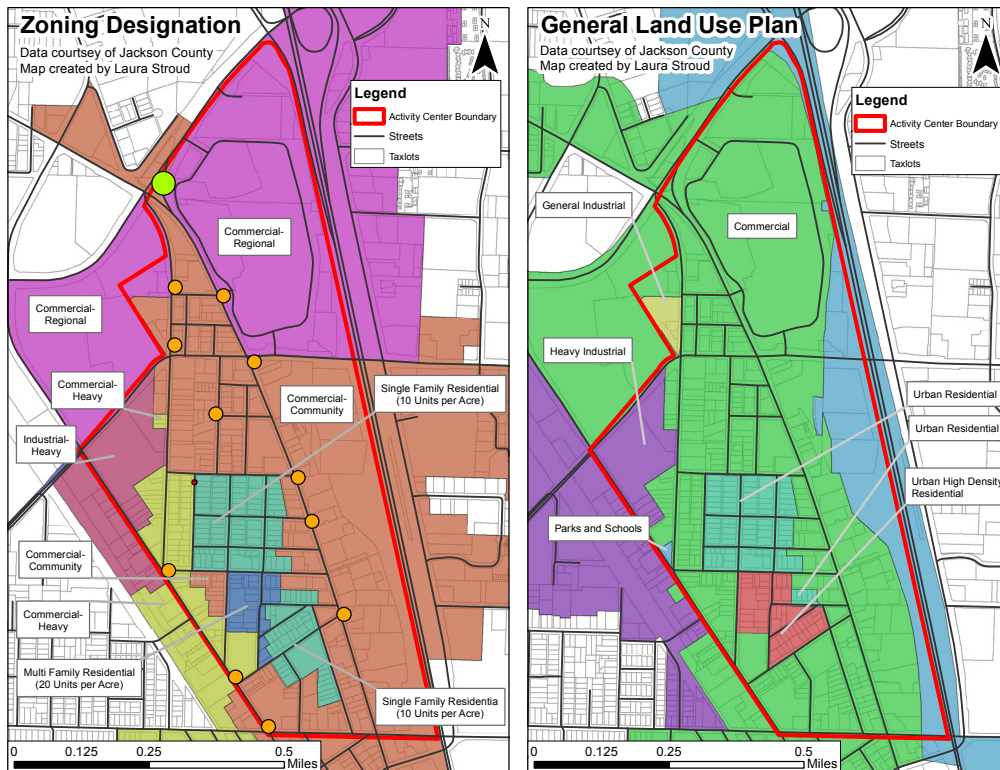 Zoning Designation
Data courtsey of Jackson County
Map created by Laura Stroud
N
Legend
Activity Center Boundary
Streets
Taxlots
Commercial-
Regional
Commercial-
Regional
Commercial-
Heavy
Industrial-
Heavy
Commercial-
Community
Single Family Residential
(10 Units per Acre)
Commercial-
Community
Commercial-
Heavy
Multi Family Residential
(20 Units per Acre)
Single Family Residentia
(10 Units per Acre)
0 0.125 0.25 0.5
Miles
General Land Use Plan
Data courtsey of Jackson County
Map created by Laura Stroud
N
Legend
Activity Center Boundary
Streets
Taxlots
General Industrial
Commercial
Heavy Industrial
Urban Residential
Urban Residential
Urban High Density
Residential
Parks and Schools
0 0.125 0.25 0.5
Miles